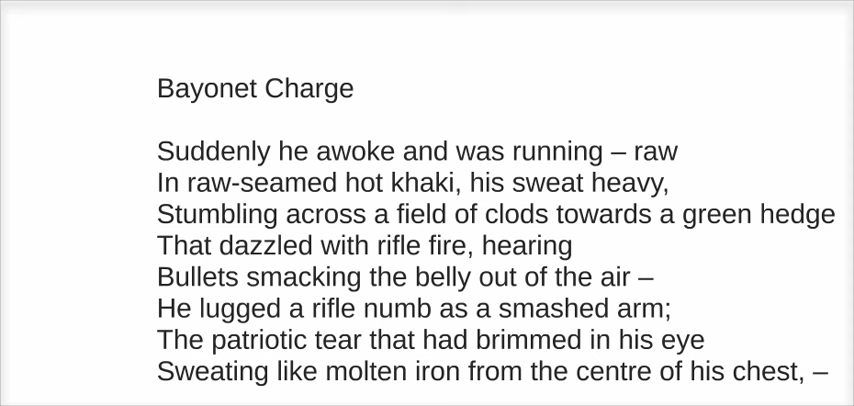 Bayonet Charge
Suddenly he awoke and was running – raw
In raw-seamed hot khaki, his sweat heavy,
Stumbling across a field of clods towards a green hedge
That dazzled with rifle fire, hearing
Bullets smacking the belly out of the air –
He lugged a rifle numb as a smashed arm;
The patriotic tear that had brimmed in his eye
Sweating like molten iron from the centre of his chest, –